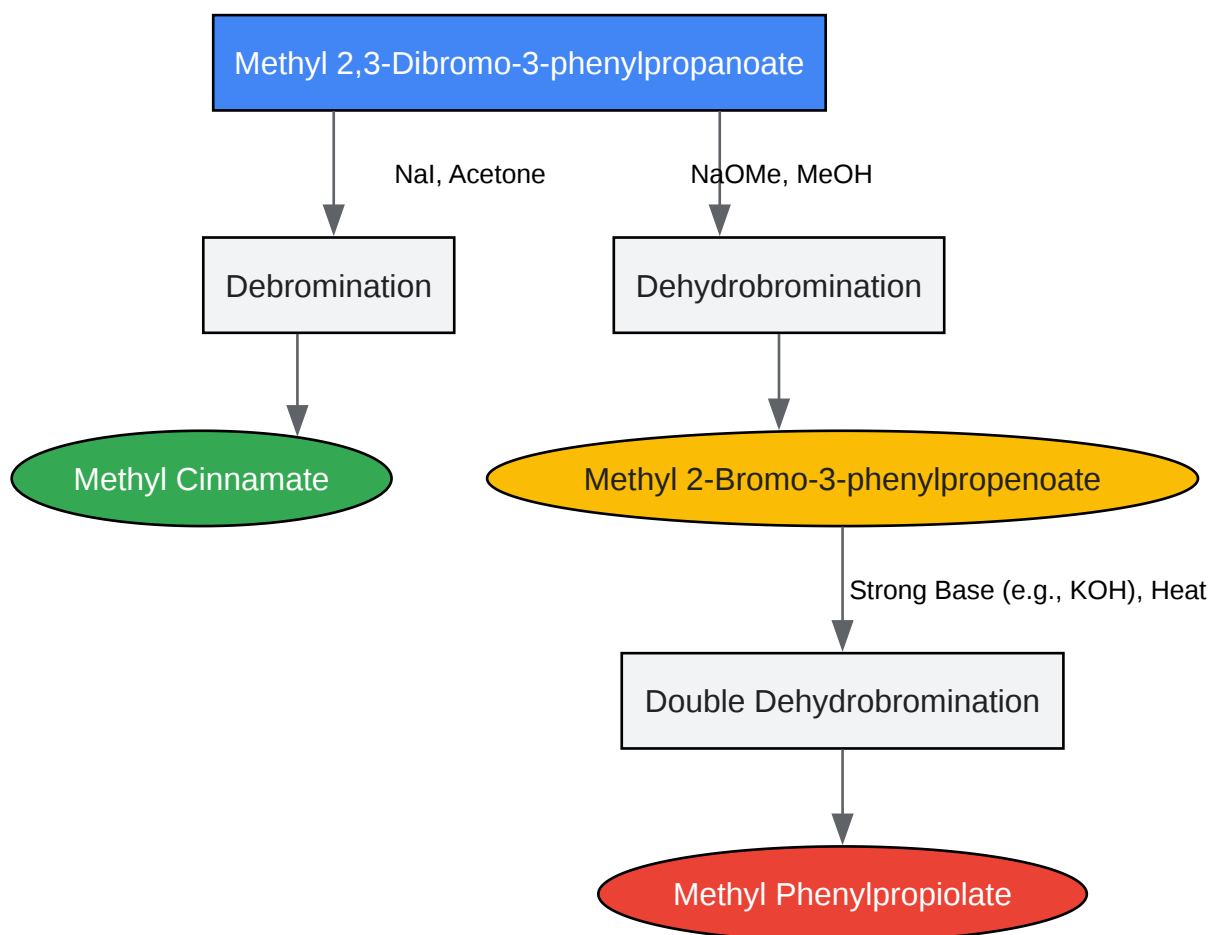 Methyl 2,3-Dibromo-3-phenylpropanoate
NaI, Acetone
NaOMe, MeOH
Debromination
Dehydrobromination
Methyl Cinnamate
Methyl 2-Bromo-3-phenylpropenoate
Strong Base (e.g., KOH), Heat
Double Dehydrobromination
Methyl Phenylpropiolate